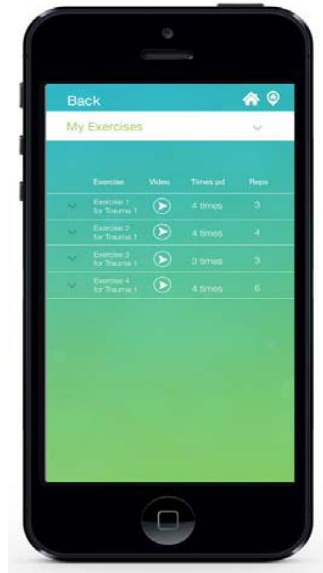 Back
My Exercises
Exercise Video Times pd Reps
Exercise 1
for Trauma 1
4 times 3
Exercise 2
for Trauma 1
4 times 4
Exercise 3
for Trauma 1
3 times 3
Exercise 4
for Trauma 1
4 times 6